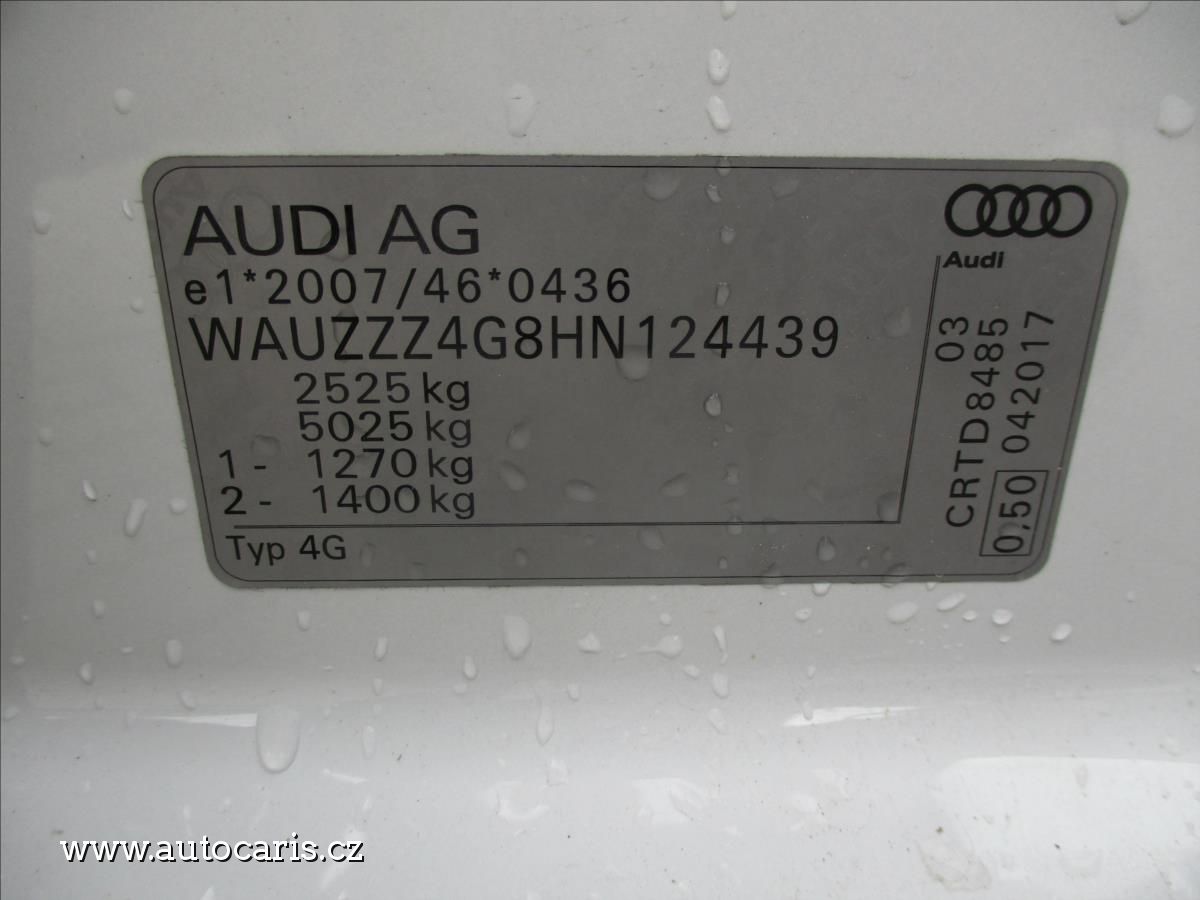 AUDI AG
e1*2007/46*0436
WAUZZZ4G8HN124439
2525 kg
5025 kg
1 - 1270 kg
2 - 1400 kg
Typ 4G
Audi
03
CRTD8485
0,50 042017
www.autocaris.cz